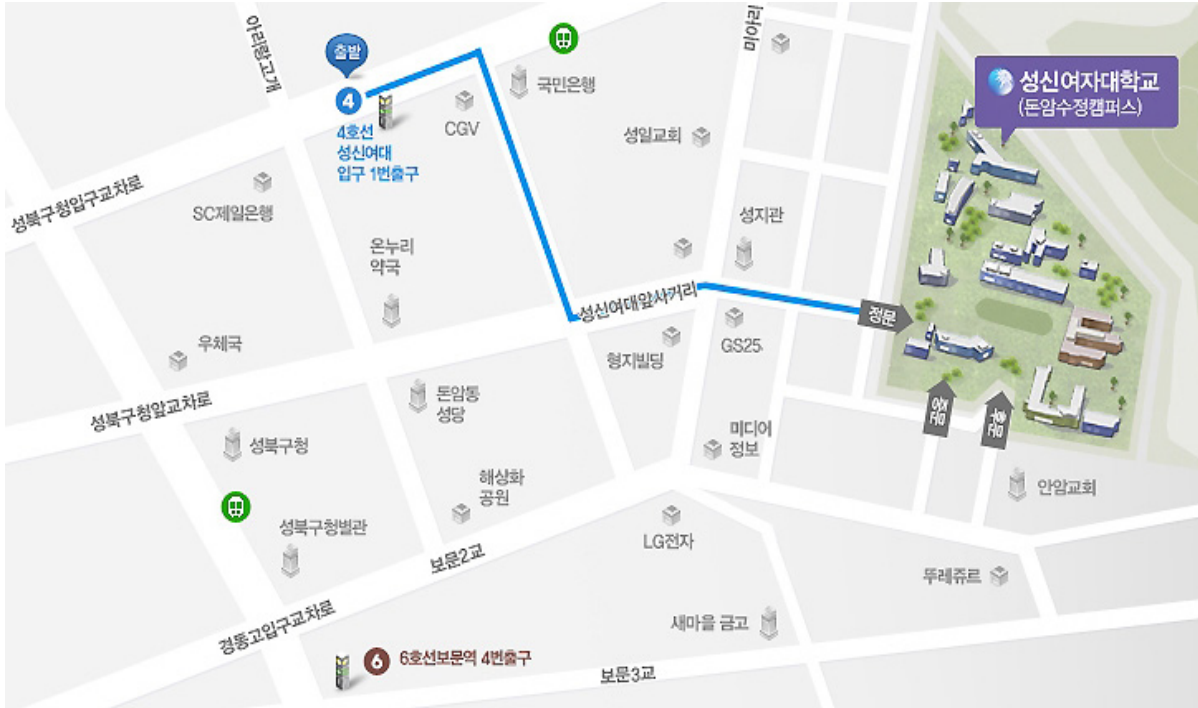 아리랑고개
출발
4
4호선
성신여대
입구 1번출구
CGV
국민은행
미아리
성신여자대학교
(돈암수정캠퍼스)
성일교회
성북구청입구교차로
SC제일은행
온누리
약국
성지관
성신여대앞사거리
정문
우체국
형지빌딩
GS25
성북구청앞교차로
돈암동
성당
중문
후문
미디어
정보
성북구청
해상화
공원
안암교회
성북구청별관
LG전자
보문2교
뚜레쥬르
경동고입구교차로
새마을 금고
6
6호선보문역 4번출구
보문3교